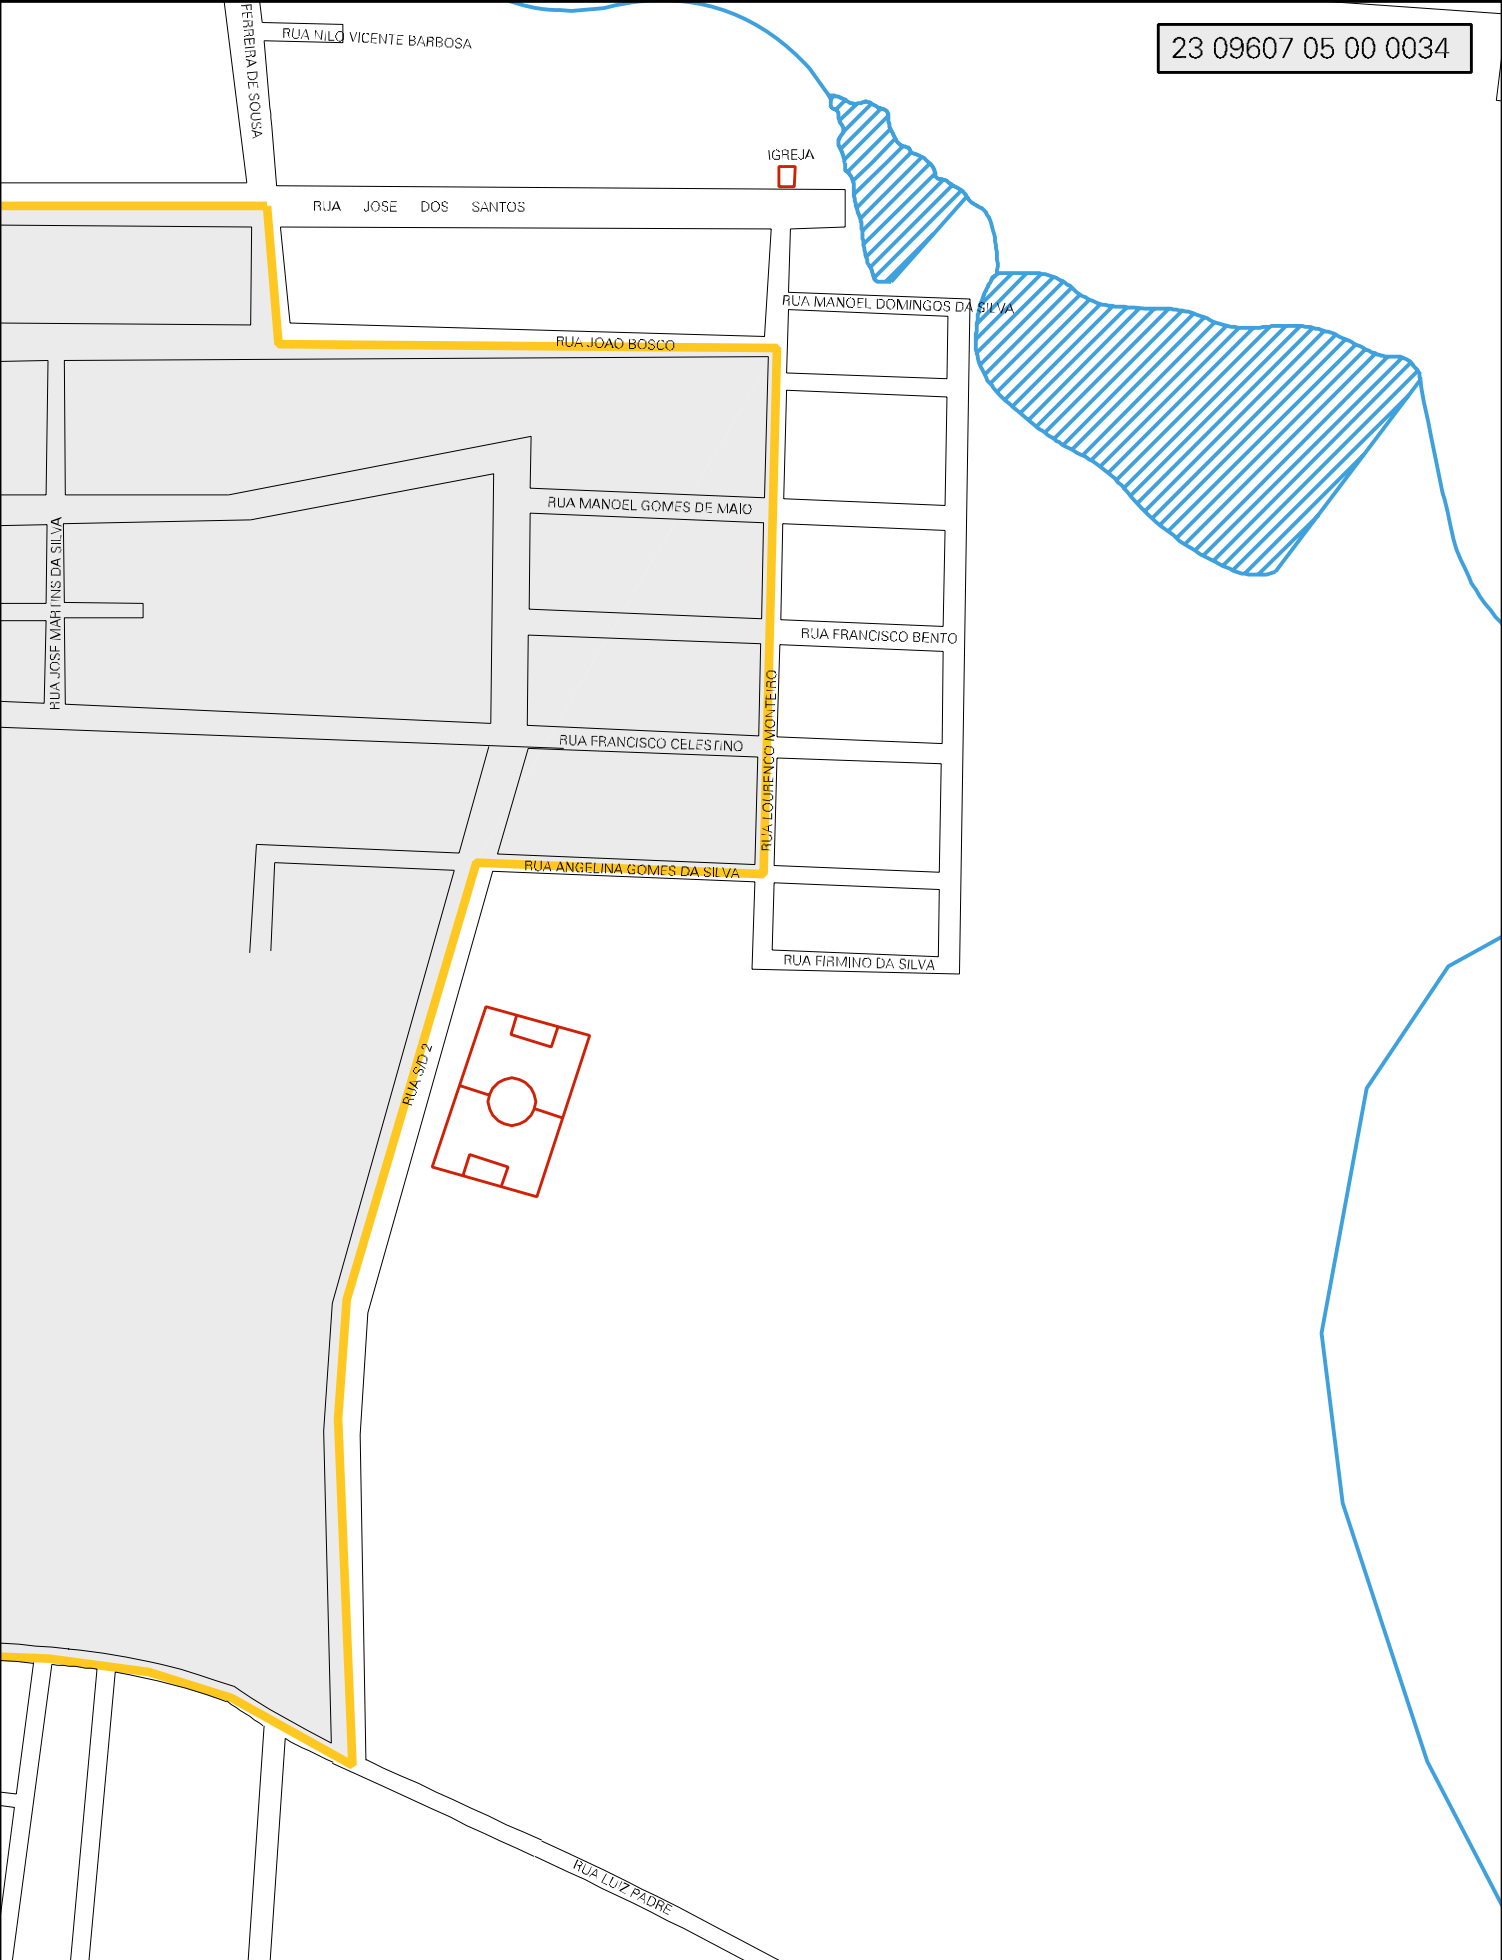 FERREIRA DE SOUSA
RUA NILO VICENTE BARBOSA
23 09607 05 00 0034
IGREJA
RUA JOSE DOS SANTOS
RUA MANOEL DOMINGOS DA SILVA
RUA JOAO BOSCO
RUA MANOEL GOMES DE MAIO
RUA JOSE MARTINS DA SILVA
RUA FRANCISCO BENTO
RUA LOURENCO MONTEIRO
RUA FRANCISCO CELESTINO
RUA ANGELINA GOMES DA SILVA
RUA FIRMINO DA SILVA
RUA S/D 2
RUA LUIZ PADRE